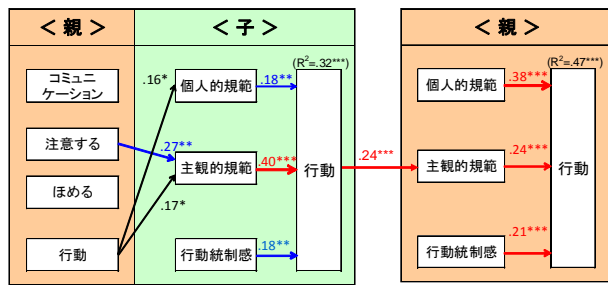 ＜ 親 ＞
＜ 子 ＞
＜ 親 ＞
(R²=.32***)
(R²=.47***)
コミュニ
ケーション
.16*
個人的規範
.18**
個人的規範
.38***
注意する
.27**
主観的規範
.40***
行動
.24***
主観的規範
.24***
行動
ほめる
.17*
行動
行動統制感
.18**
行動統制感
.21***